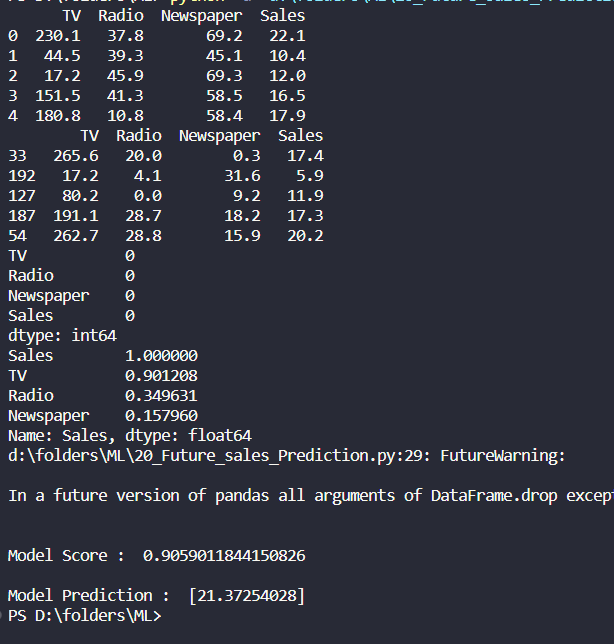 TV Radio Newspaper Sales
0 230.1 37.8 69.2 22.1
1 44.5 39.3 45.1 10.4
2 17.2 45.9 69.3 12.0
3 151.5 41.3 58.5 16.5
4 180.8 10.8 58.4 17.9
TV Radio Newspaper Sales
33 265.6 20.0 0.3 17.4
192 17.2 4.1 31.6 5.9
127 80.2 0.0 9.2 11.9
187 191.1 28.7 18.2 17.3
54 262.7 28.8 15.9 20.2
TV 0
Radio 0
Newspaper 0
Sales 0
dtype: int64
Sales 1.000000
TV 0.901208
Radio 0.349631
Newspaper 0.157960
Name: Sales, dtype: float64
d:\folders\ML\20_Future_sales_Prediction.py:29: FutureWarning:
In a future version of pandas all arguments of DataFrame.drop except
Model Score : 0.9059011844150826
Model Prediction : [21.37254028]
PS D:\folders\ML>